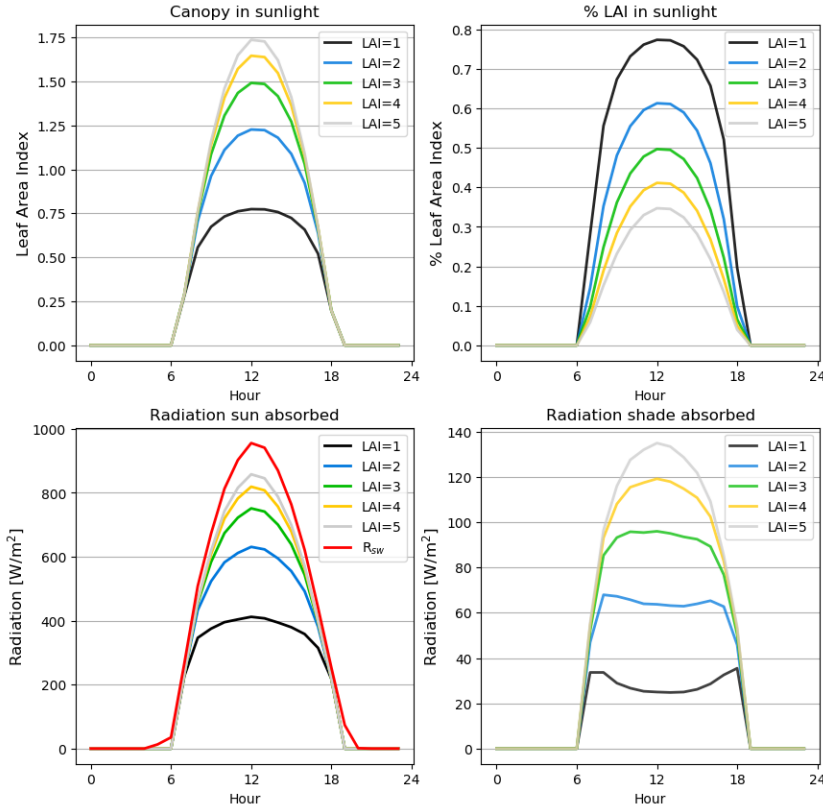 Canopy in sunlight
Leaf Area Index
1.75
1.50
1.25
1.00
0.75
0.50
0.25
0.00
LAI=1
LAI=2
LAI=3
LAI=4
LAI=5
0 6 12 18 24
Hour
% LAI in sunlight
% Leaf Area Index
0.8
0.7
0.6
0.5
0.4
0.3
0.2
0.1
0.0
LAI=1
LAI=2
LAI=3
LAI=4
LAI=5
0 6 12 18 24
Hour
Radiation sun absorbed
Radiation [W/m²]
1000
800
600
400
200
0
LAI=1
LAI=2
LAI=3
LAI=4
LAI=5
R_sw
0 6 12 18 24
Hour
Radiation shade absorbed
Radiation [W/m²]
140
120
100
80
60
40
20
0
LAI=1
LAI=2
LAI=3
LAI=4
LAI=5
0 6 12 18 24
Hour